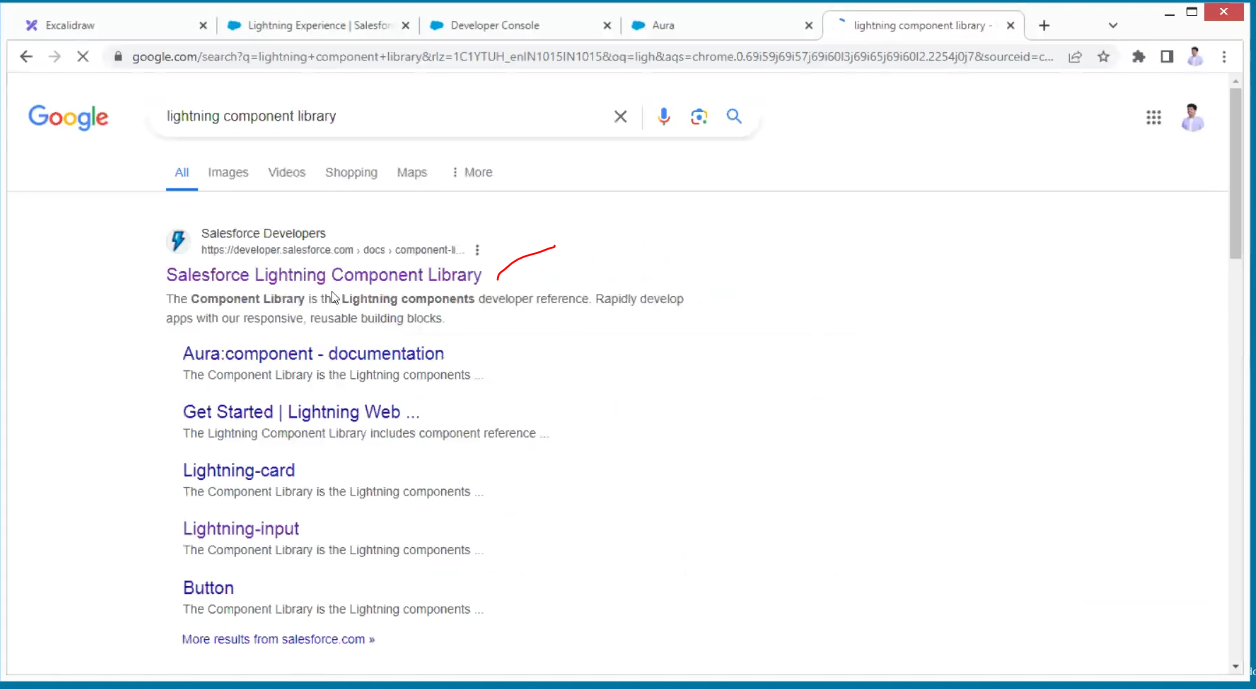 Excalidraw
Lightning Experience | Salesfor
Developer Console
Aura
lightning component library -
google.com/search?q=lightning+component+library&rlz=1C1YTUH_enIN1015IN1015&oq=ligh&aqs=chrome.0.69i59j69i57j69i60l3j69i65j69i60l2.2254j0j7&sourceid=c...
Google
lightning component library
All
Images
Videos
Shopping
Maps
More
Salesforce Developers
https://developer.salesforce.com › docs › component-li...
Salesforce Lightning Component Library
The Component Library is the Lightning components developer reference. Rapidly develop
apps with our responsive, reusable building blocks.
Aura:component - documentation
The Component Library is the Lightning components ...
Get Started | Lightning Web ...
The Lightning Component Library includes component reference ...
Lightning-card
The Component Library is the Lightning components ...
Lightning-input
The Component Library is the Lightning components ...
Button
The Component Library is the Lightning components ...
More results from salesforce.com »